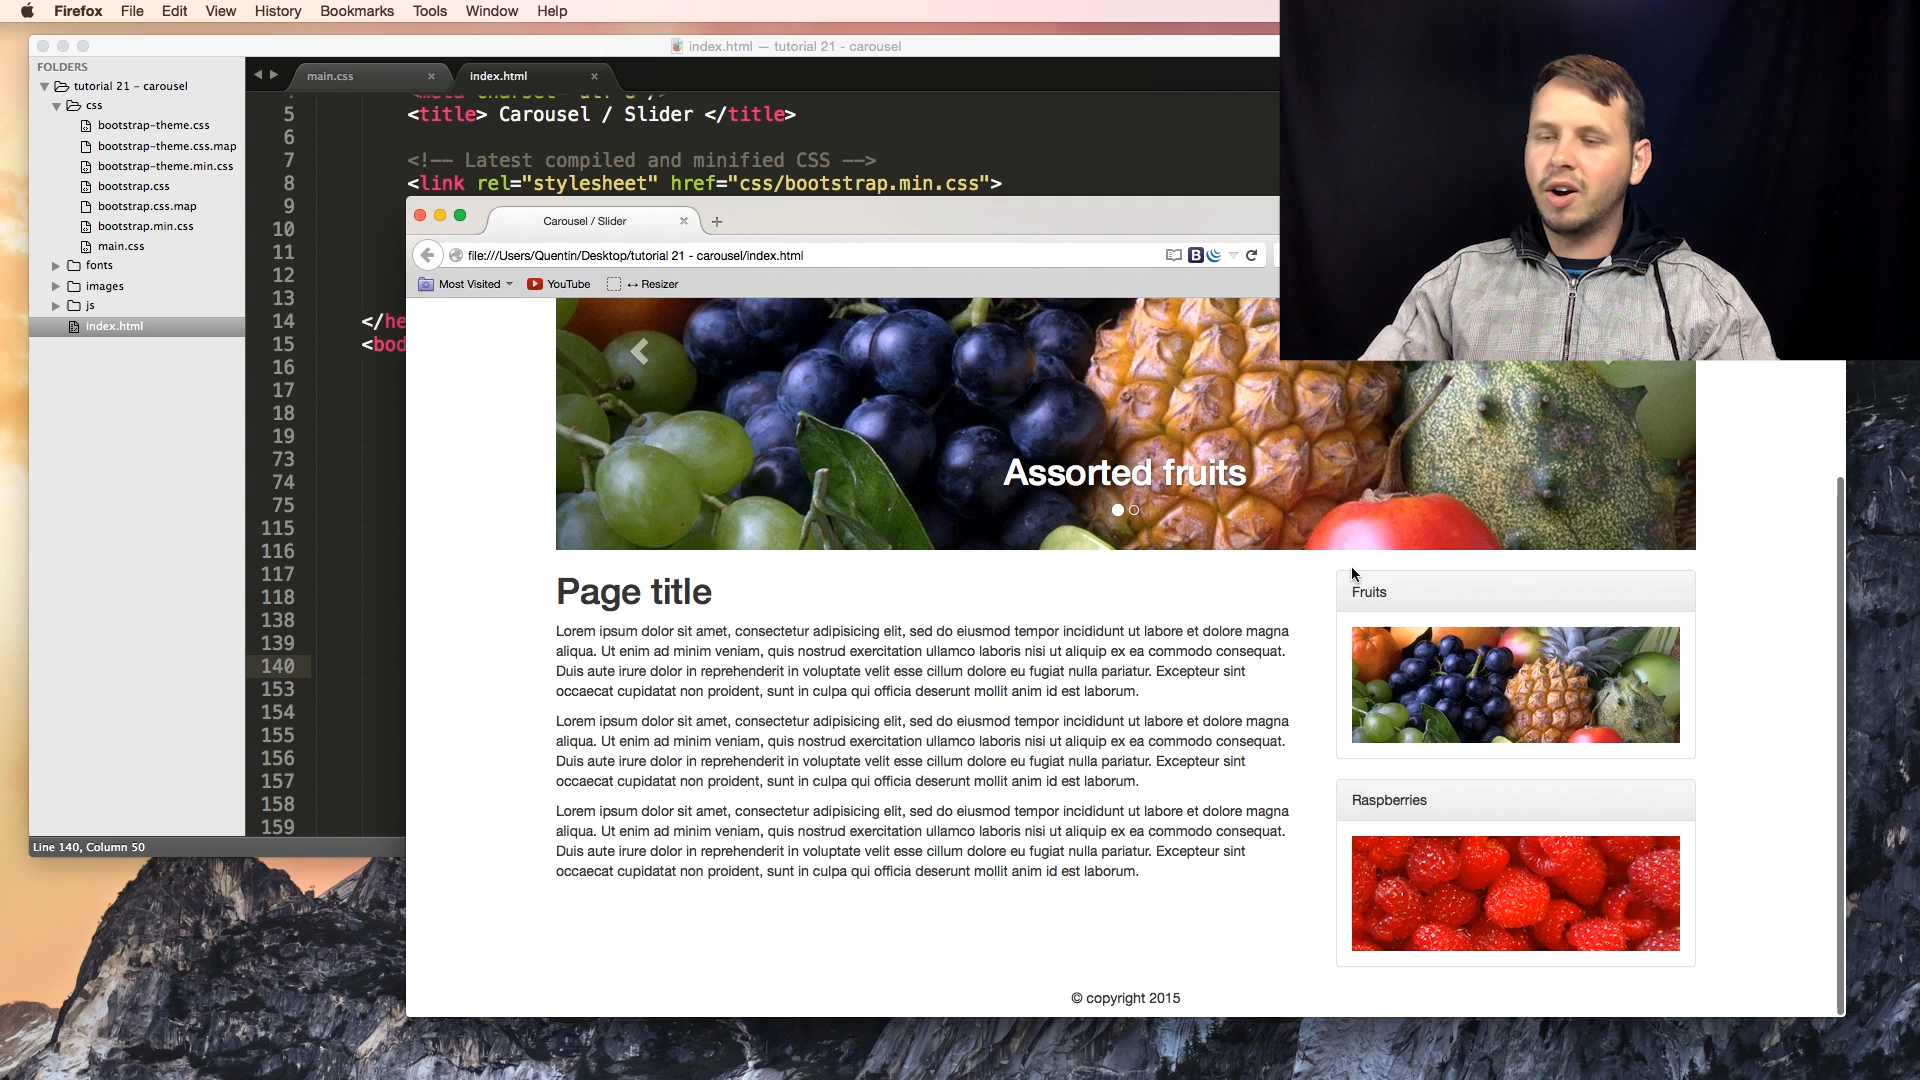 Firefox File Edit View History Bookmarks Tools Window Help
index.html — tutorial 21 - carousel
FOLDERS
tutorial 21 - carousel
css
bootstrap-theme.css
bootstrap-theme.css.map
bootstrap-theme.min.css
bootstrap.css
bootstrap.css.map
bootstrap.min.css
main.css
fonts
images
js
index.html
main.css
index.html
5 <title> Carousel / Slider </title>
6
7 <!-- Latest compiled and minified CSS -->
8 <link rel="stylesheet" href="css/bootstrap.min.css">
9
10
11
12
13
14 </he
15 <bod
16
17
18
19
73
74
75
115
116
117
118
138
139
140
153
154
155
156
157
158
159
Line 140, Column 50
Carousel / Slider
file:///Users/Quentin/Desktop/tutorial 21 - carousel/index.html
B
Most Visited YouTube ↔ Resizer
Assorted fruits
Page title
Lorem ipsum dolor sit amet, consectetur adipisicing elit, sed do eiusmod tempor incididunt ut labore et dolore magna
aliqua. Ut enim ad minim veniam, quis nostrud exercitation ullamco laboris nisi ut aliquip ex ea commodo consequat.
Duis aute irure dolor in reprehenderit in voluptate velit esse cillum dolore eu fugiat nulla pariatur. Excepteur sint
occaecat cupidatat non proident, sunt in culpa qui officia deserunt mollit anim id est laborum.
Lorem ipsum dolor sit amet, consectetur adipisicing elit, sed do eiusmod tempor incididunt ut labore et dolore magna
aliqua. Ut enim ad minim veniam, quis nostrud exercitation ullamco laboris nisi ut aliquip ex ea commodo consequat.
Duis aute irure dolor in reprehenderit in voluptate velit esse cillum dolore eu fugiat nulla pariatur. Excepteur sint
occaecat cupidatat non proident, sunt in culpa qui officia deserunt mollit anim id est laborum.
Lorem ipsum dolor sit amet, consectetur adipisicing elit, sed do eiusmod tempor incididunt ut labore et dolore magna
aliqua. Ut enim ad minim veniam, quis nostrud exercitation ullamco laboris nisi ut aliquip ex ea commodo consequat.
Duis aute irure dolor in reprehenderit in voluptate velit esse cillum dolore eu fugiat nulla pariatur. Excepteur sint
occaecat cupidatat non proident, sunt in culpa qui officia deserunt mollit anim id est laborum.
Fruits
Raspberries
© copyright 2015